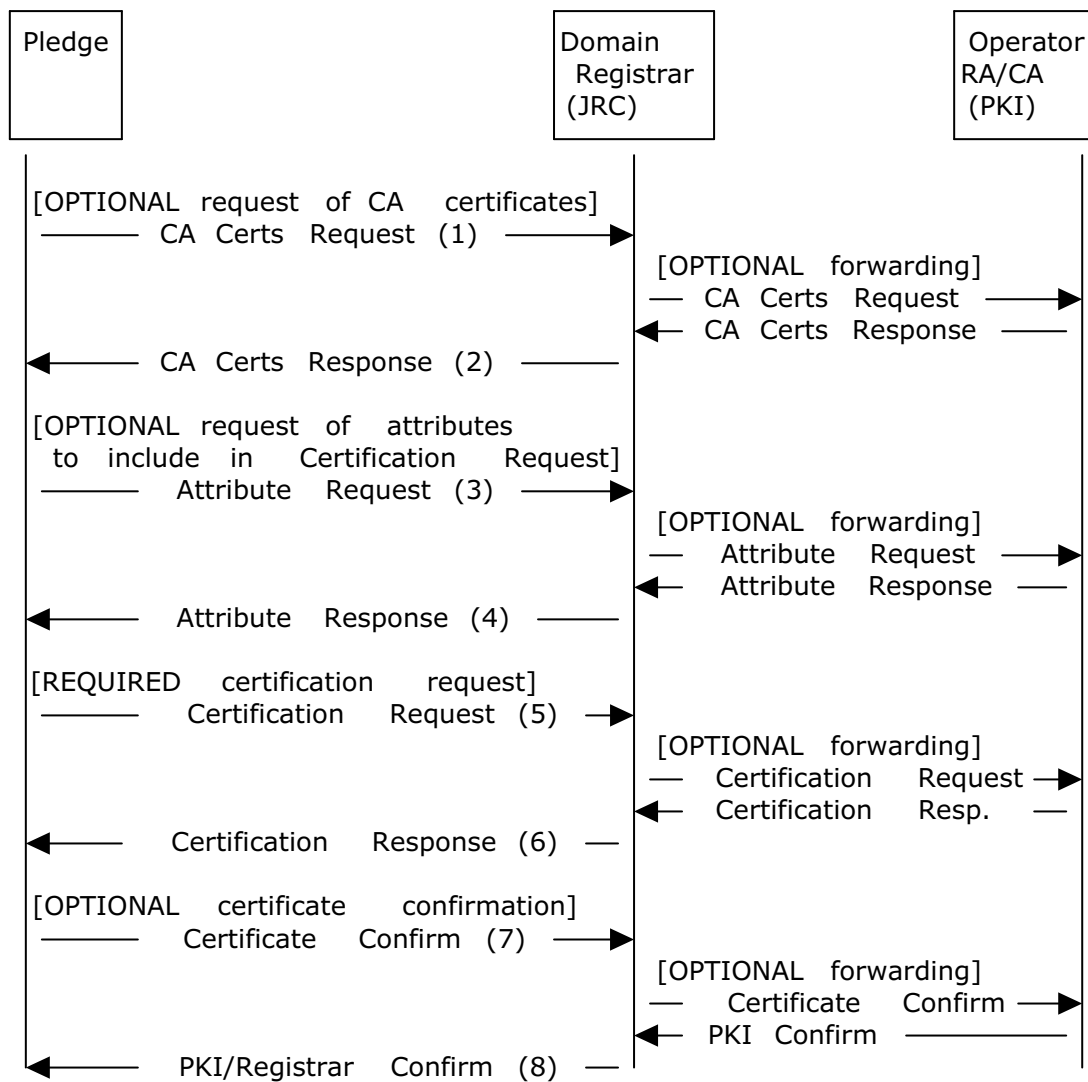 Pledge
Domain
Registrar
(JRC)
Operator
RA/CA
(PKI)
[OPTIONAL request of CA certificates]
CA Certs Request (1)
[OPTIONAL forwarding]
CA Certs Request
CA Certs Response
CA Certs Response (2)
[OPTIONAL request of attributes
to include in Certification Request]
Attribute Request (3)
[OPTIONAL forwarding]
Attribute Request
Attribute Response
Attribute Response (4)
[REQUIRED certification request]
Certification Request (5)
[OPTIONAL forwarding]
Certification Request
Certification Resp.
Certification Response (6)
[OPTIONAL certificate confirmation]
Certificate Confirm (7)
[OPTIONAL forwarding]
Certificate Confirm
PKI Confirm
PKI/Registrar Confirm (8)